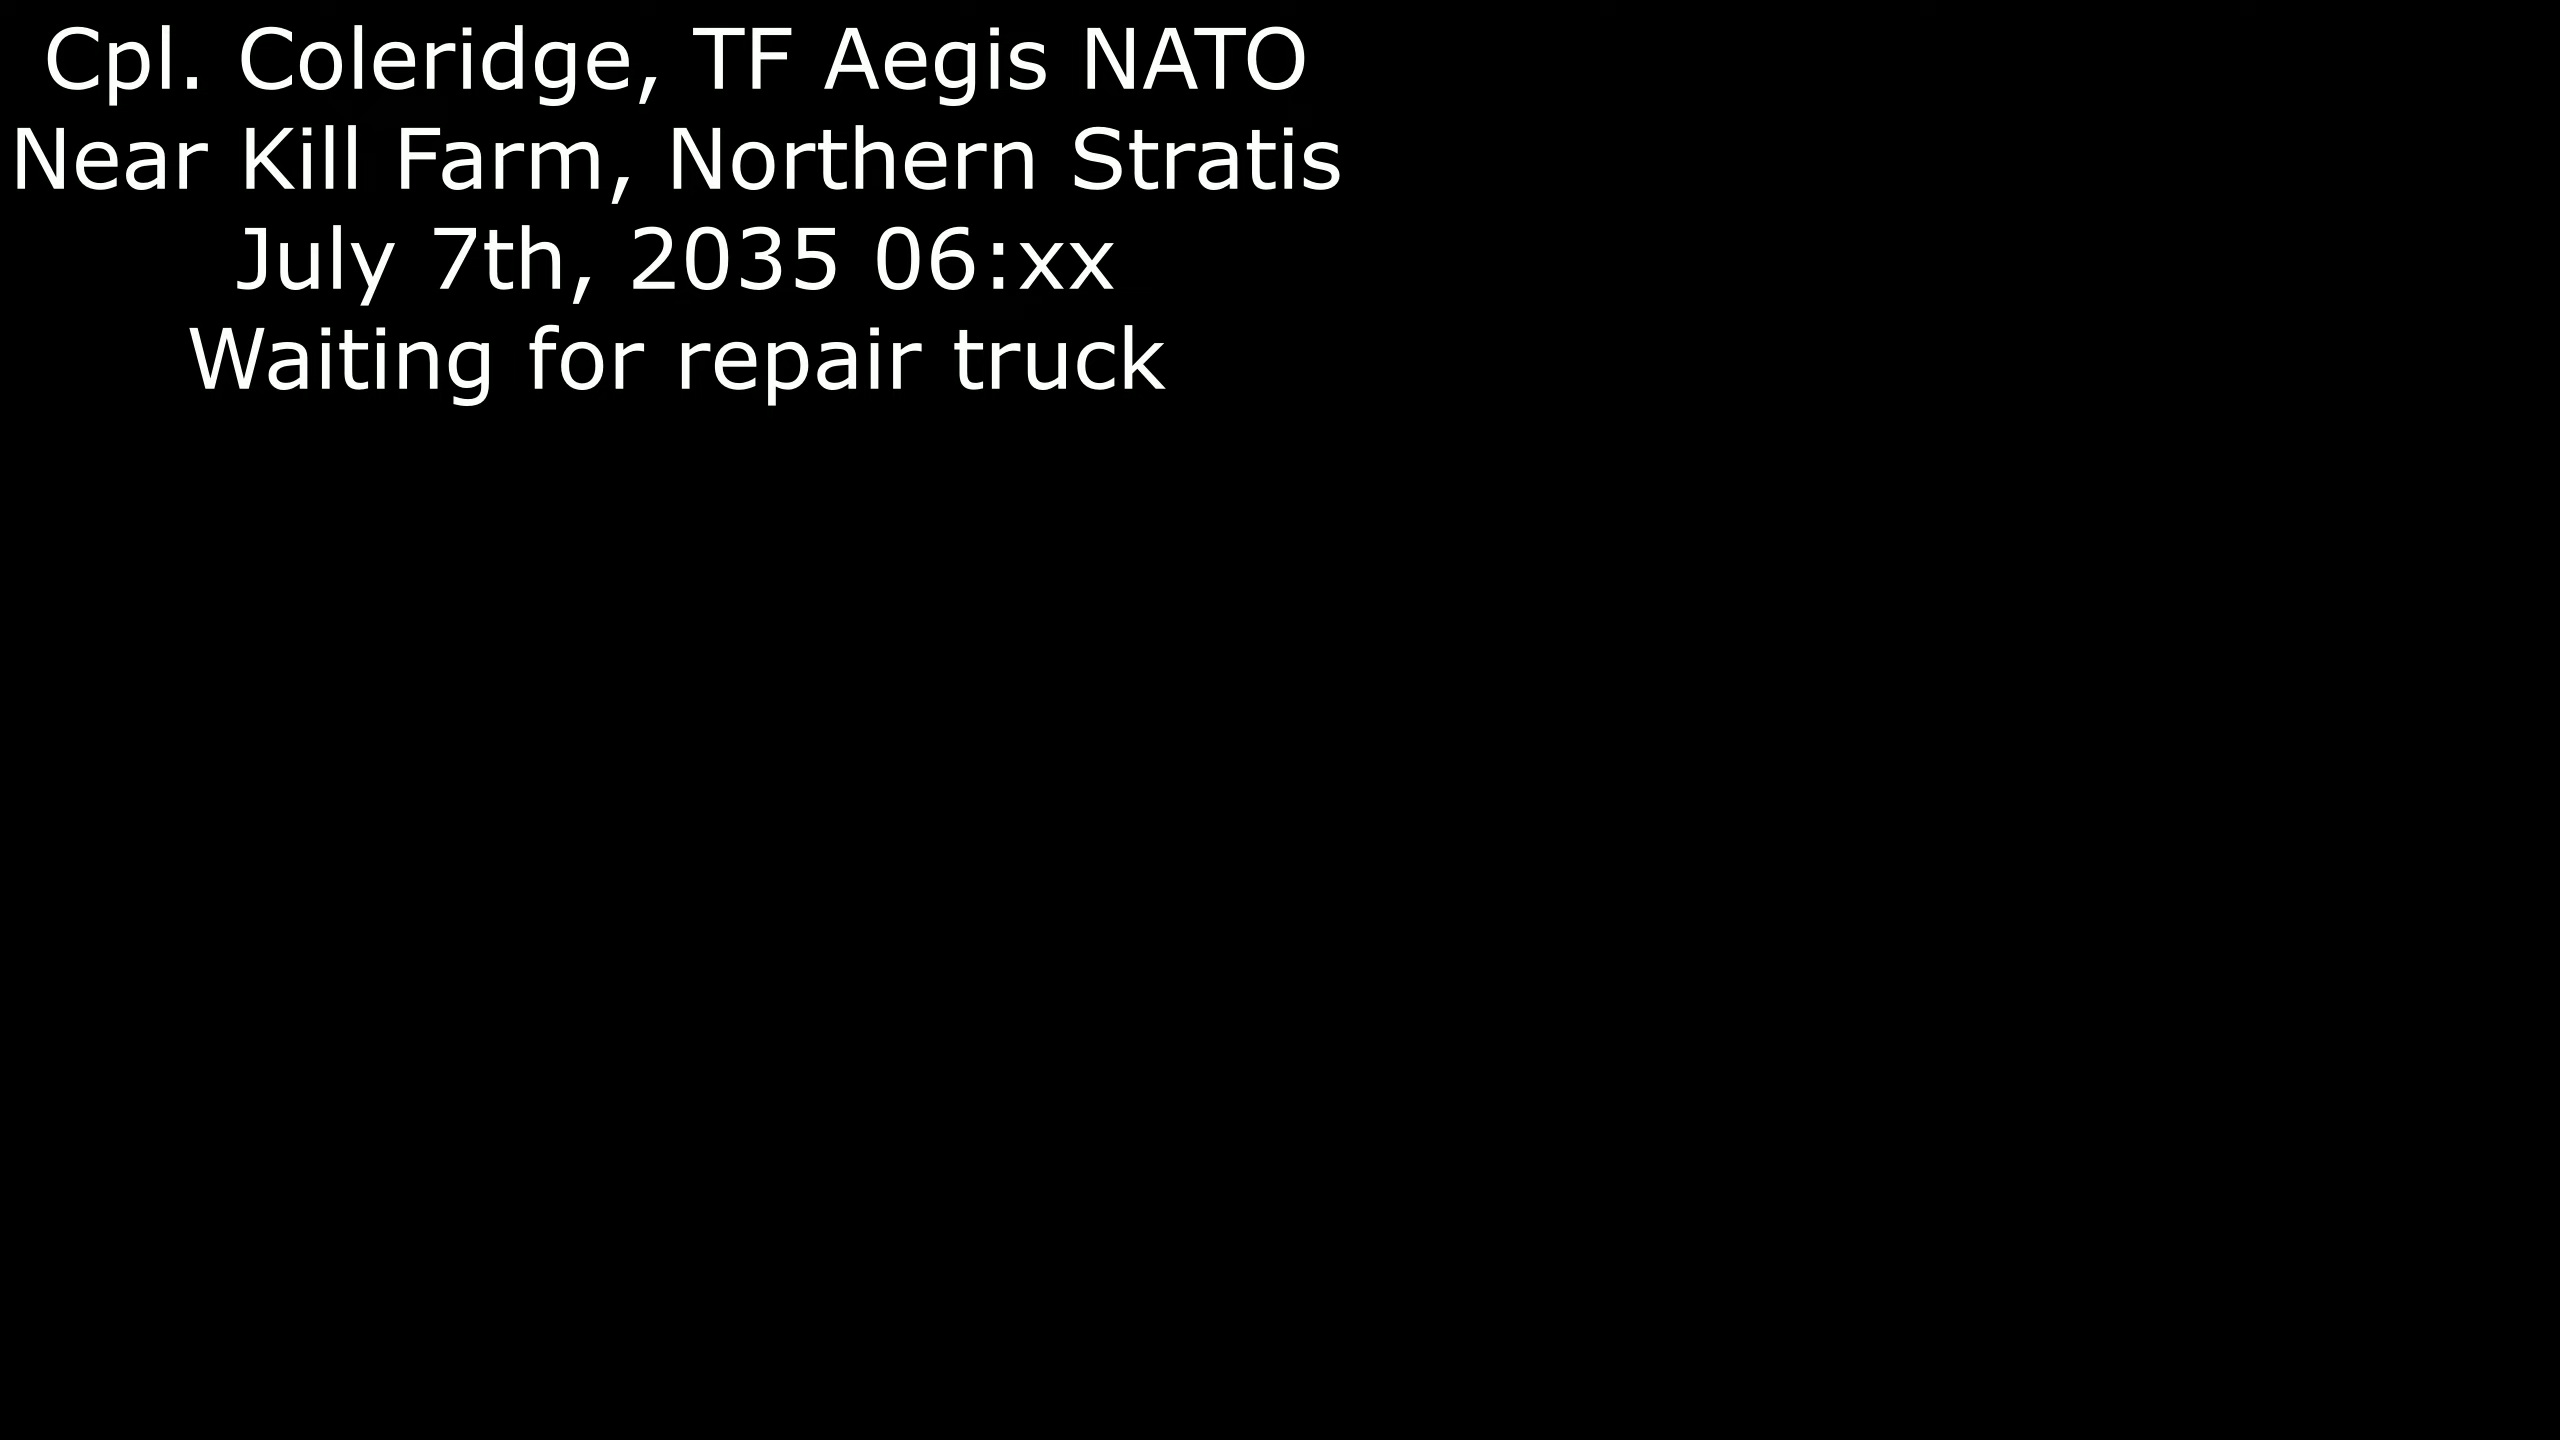 Cpl. Coleridge, TF Aegis NATO
Near Kill Farm, Northern Stratis
July 7th, 2035 06:xx
Waiting for repair truck